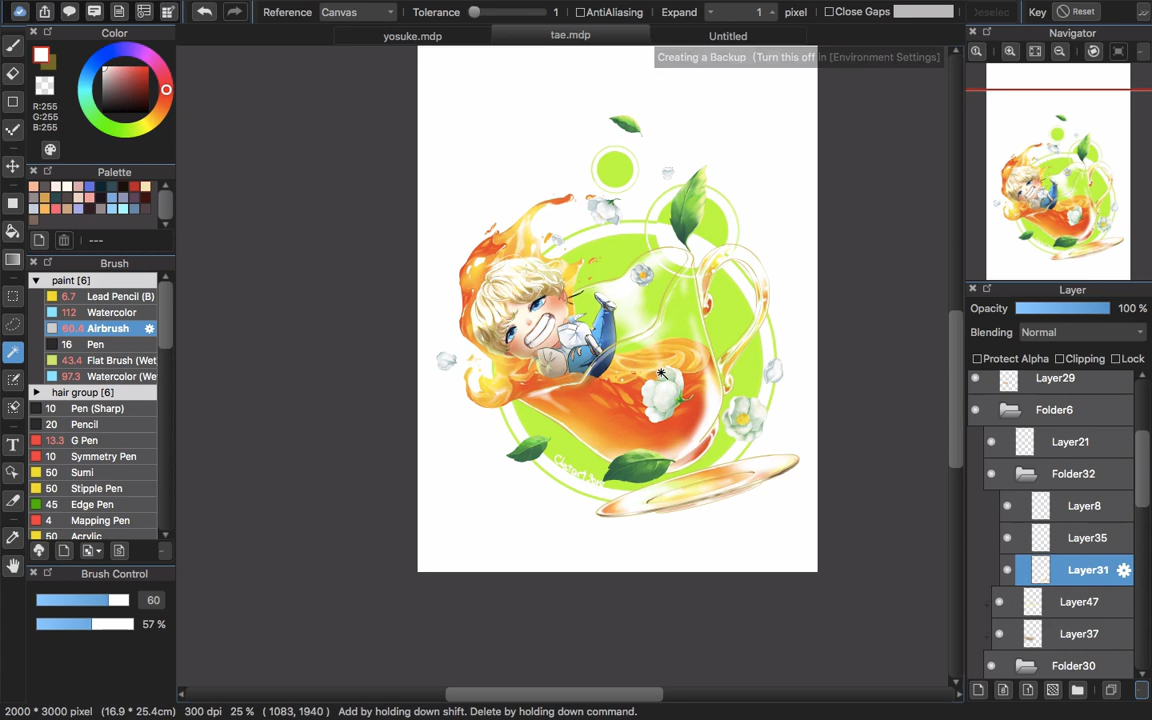 Reference Canvas Tolerance 1 AntiAliasing Expand 1 pixel Close Gaps Deselec Key Reset
Color
R:255
G:255
B:255
Palette
---
Brush
paint [6]
6.7 Lead Pencil (B)
112 Watercolor
60.4 Airbrush
16 Pen
43.4 Flat Brush (Wet
97.3 Watercolor (We
hair group [6]
10 Pen (Sharp)
20 Pencil
13.3 G Pen
10 Symmetry Pen
50 Sumi
50 Stipple Pen
45 Edge Pen
4 Mapping Pen
50 Acrylic
Brush Control
60
57 %
yosuke.mdp tae.mdp Untitled
Creating a Backup (Turn this off in [Environment Settings]
Navigator
Layer
Opacity 100 %
Blending Normal
Protect Alpha Clipping Lock
Layer29
Folder6
Layer21
Folder32
Layer8
Layer35
Layer31
Layer47
Layer37
Folder30
2000 * 3000 pixel (16.9 * 25.4cm) 300 dpi 25 % ( 1083, 1940 ) Add by holding down shift. Delete by holding down command.